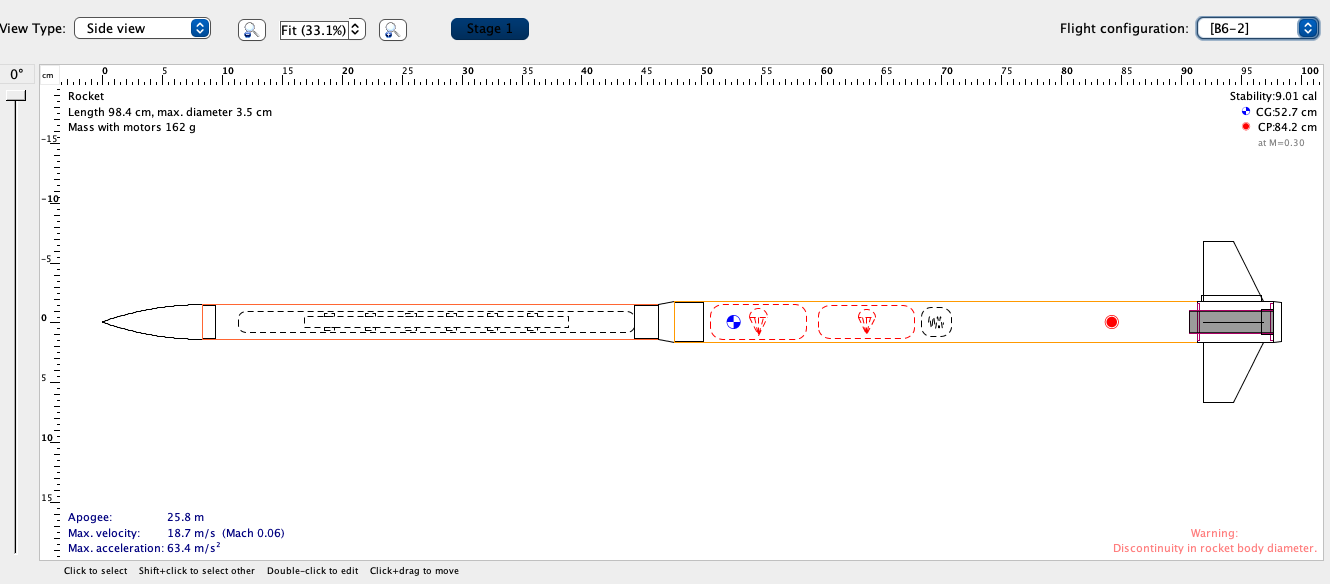 View Type: Side view Fit (33.1%) Stage 1 Flight configuration: [B6-2]
0° cm 0 5 10 15 20 25 30 35 40 45 50 55 60 65 70 75 80 85 90 95 100
Rocket
Length 98.4 cm, max. diameter 3.5 cm
Mass with motors 162 g
Stability:9.01 cal
CG:52.7 cm
CP:84.2 cm
at M=0.30
-15
-10
-5
0
5
10
15
Apogee: 25.8 m
Max. velocity: 18.7 m/s (Mach 0.06)
Max. acceleration: 63.4 m/s²
Warning:
Discontinuity in rocket body diameter.
Click to select Shift+click to select other Double-click to edit Click+drag to move